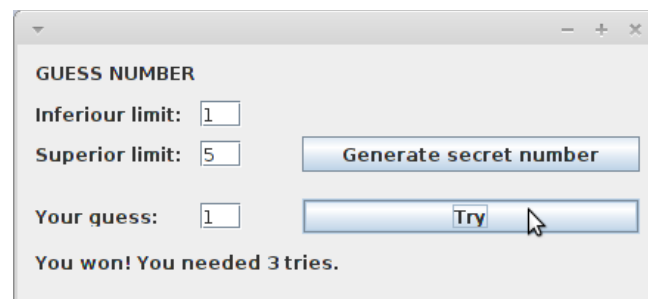 GUESS NUMBER
Inferiour limit: 1
Superior limit: 5 Generate secret number
Your guess: 1 Try
You won! You needed 3 tries.